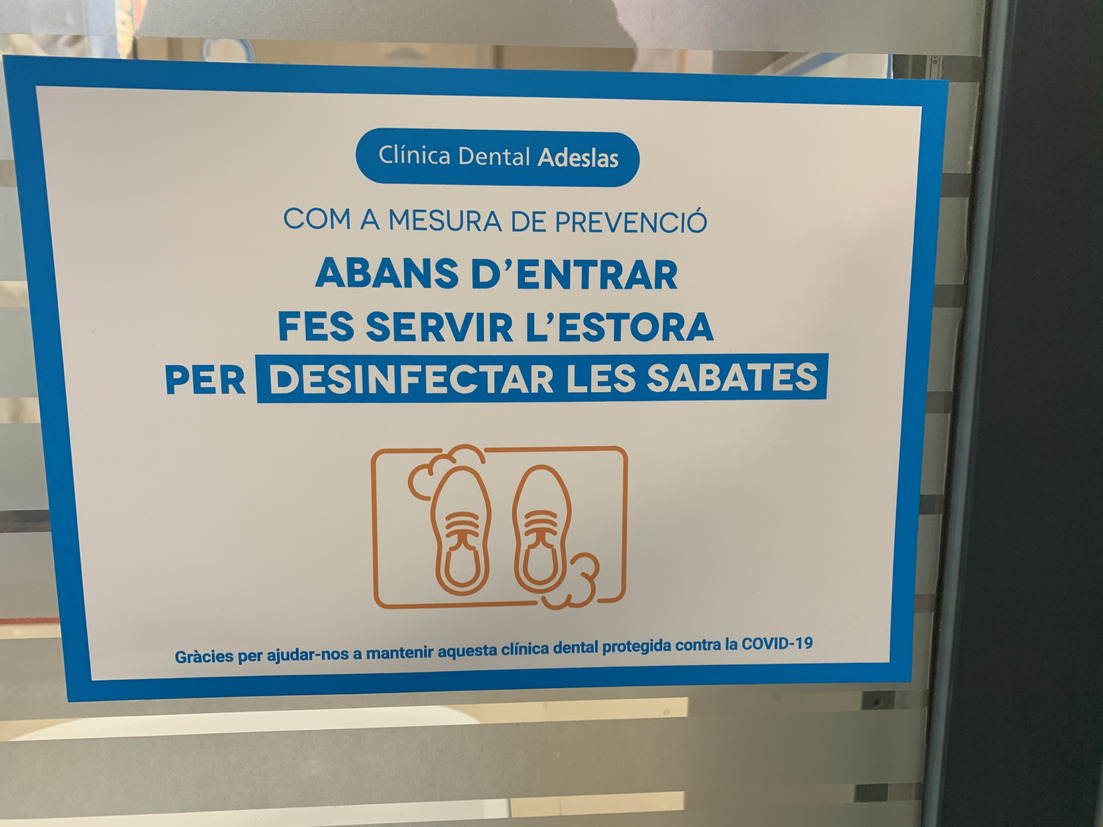 Clínica Dental Adeslas
COM A MESURA DE PREVENCIÓ
ABANS D'ENTRAR
FES SERVIR L'ESTORA
PER DESINFECTAR LES SABATES
Gràcies per ajudar-nos a mantenir aquesta clínica dental protegida contra la COVID-19